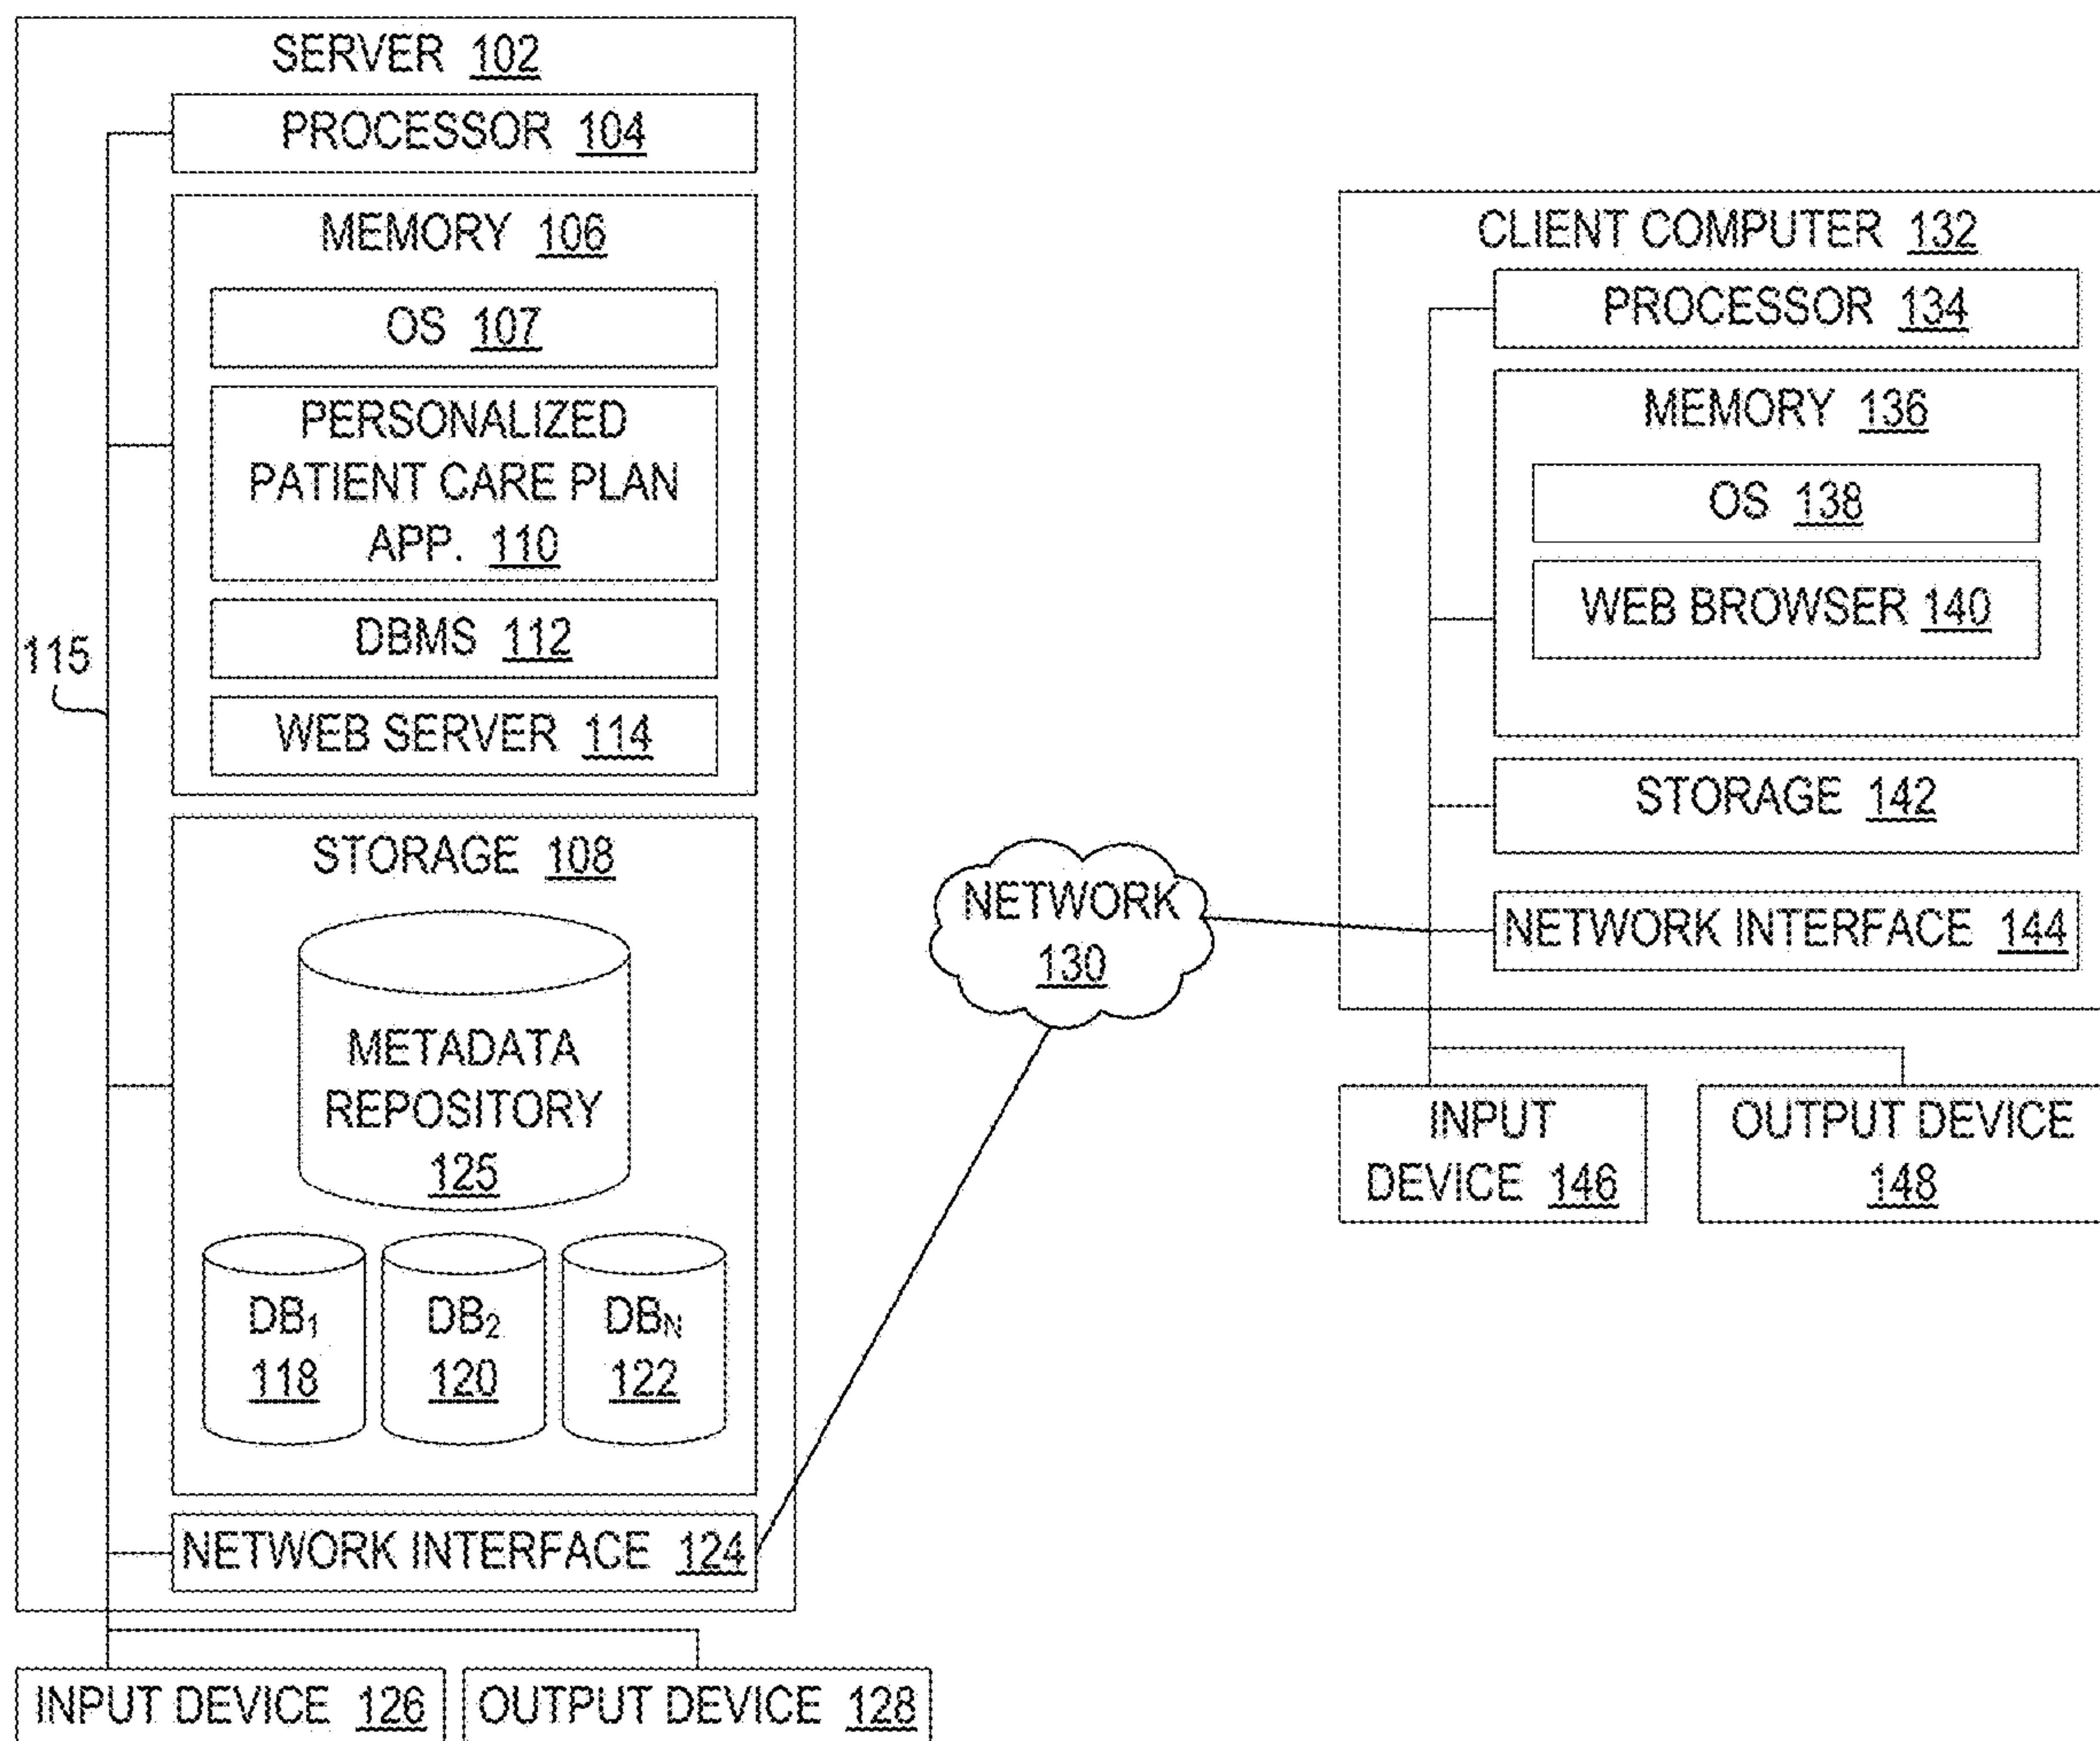 SERVER 102
PROCESSOR 104
MEMORY 106
OS 107
PERSONALIZED
PATIENT CARE PLAN
APP. 110
DBMS 112
WEB SERVER 114
115
STORAGE 108
METADATA
REPOSITORY
125
DB1
118
DB2
120
DBN
122
NETWORK INTERFACE 124
INPUT DEVICE 126
OUTPUT DEVICE 128
NETWORK
130
CLIENT COMPUTER 132
PROCESSOR 134
MEMORY 136
OS 138
WEB BROWSER 140
STORAGE 142
NETWORK INTERFACE 144
INPUT
DEVICE 146
OUTPUT DEVICE
148